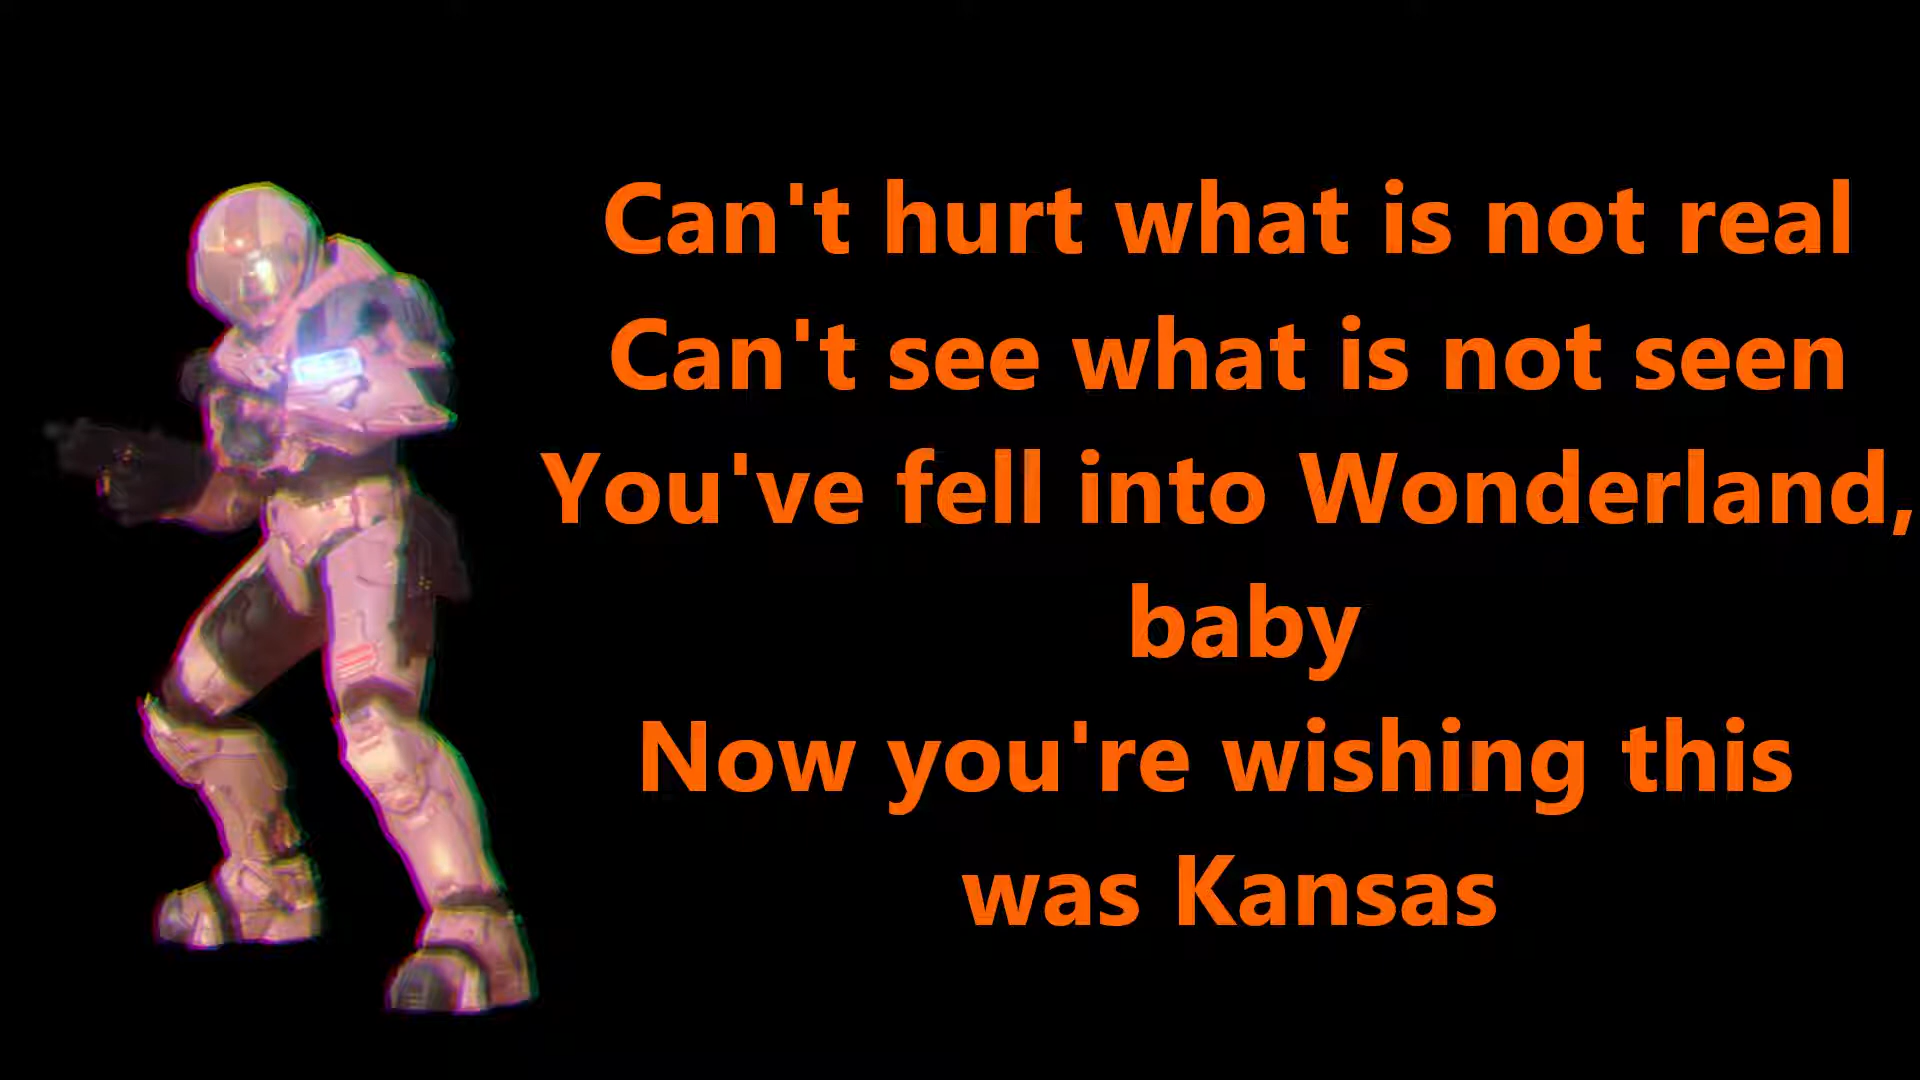 Can't hurt what is not real
Can't see what is not seen
You've fell into Wonderland,
baby
Now you're wishing this
was Kansas